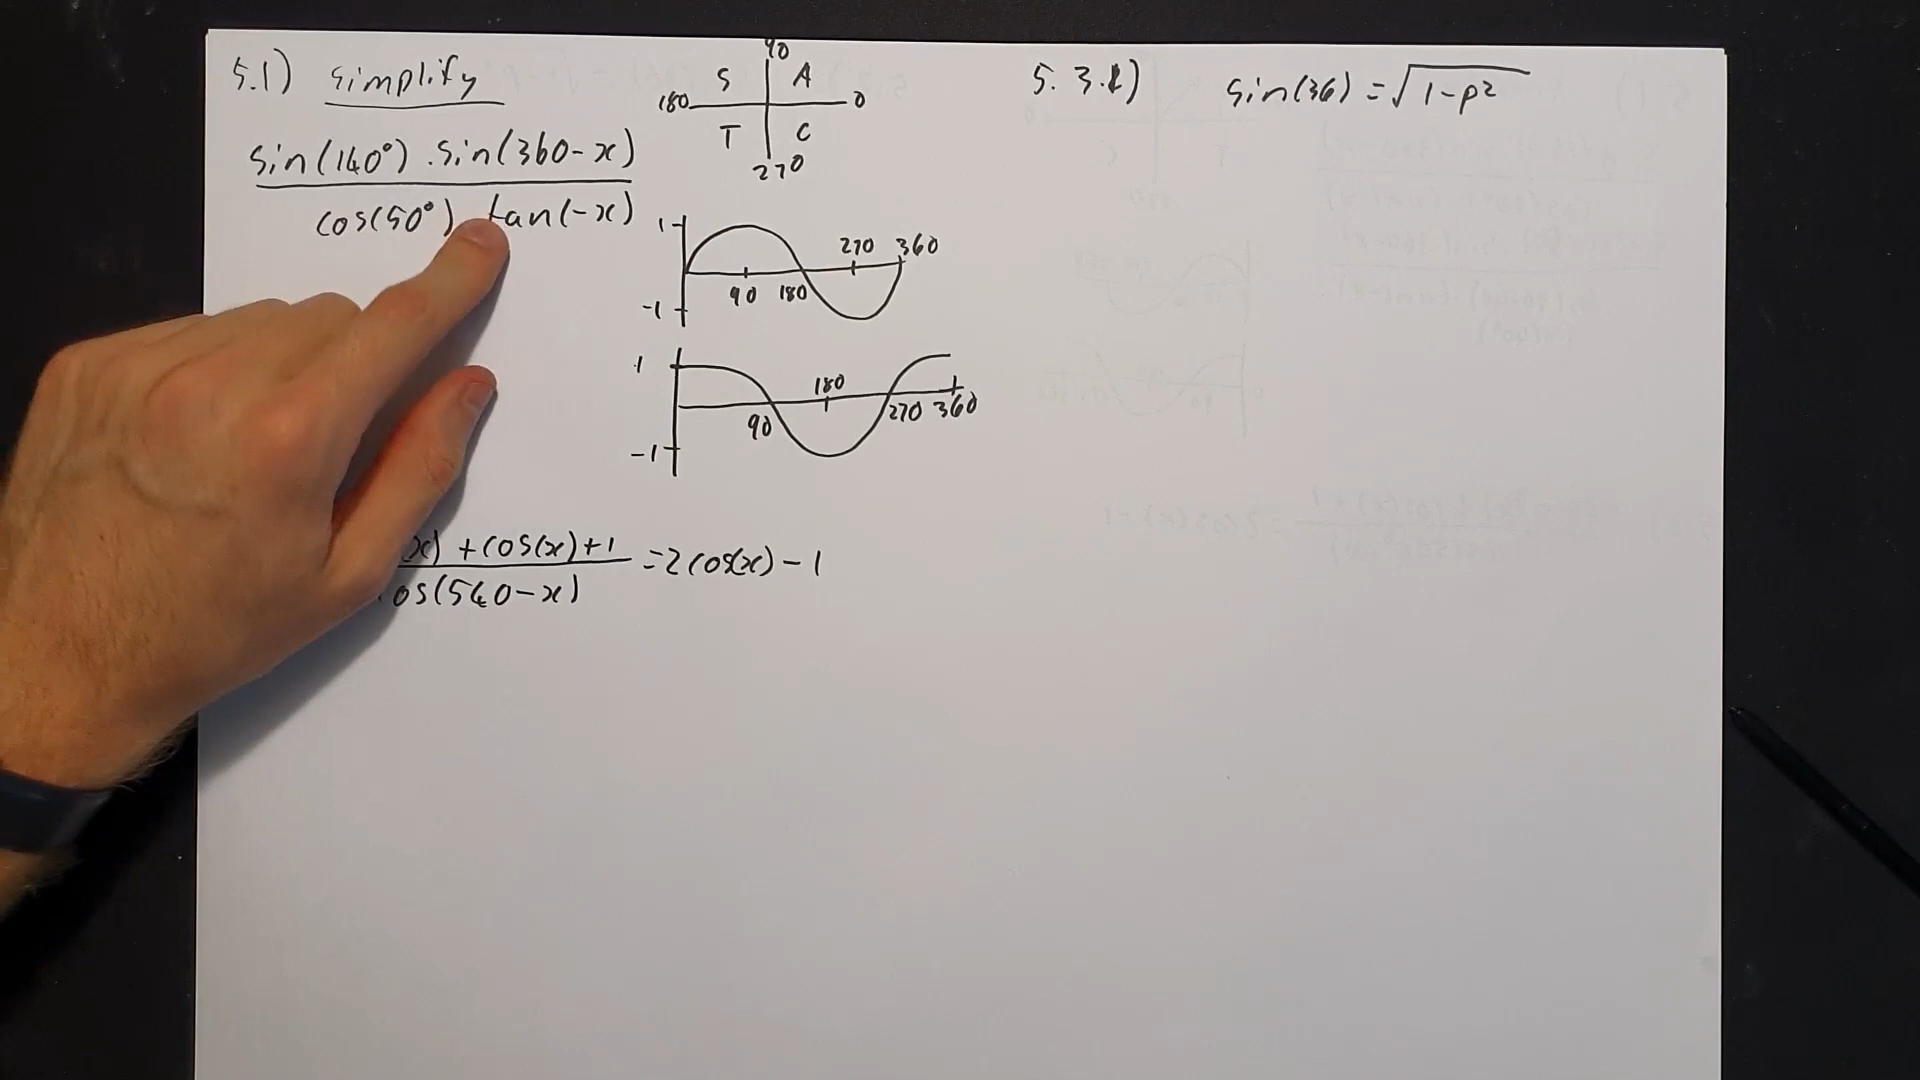 5.1) simplify
sin(140°) . sin(360-x)
cos(50°) tan(-x)
90
S A
180 0
T C
270
1
270 360
90 180
-1
1
180
90 270 360
-1
x) + cos(x) + 1 = 2cos(x) - 1
os(540-x)
5.3.1) sin(36) = √1-p²